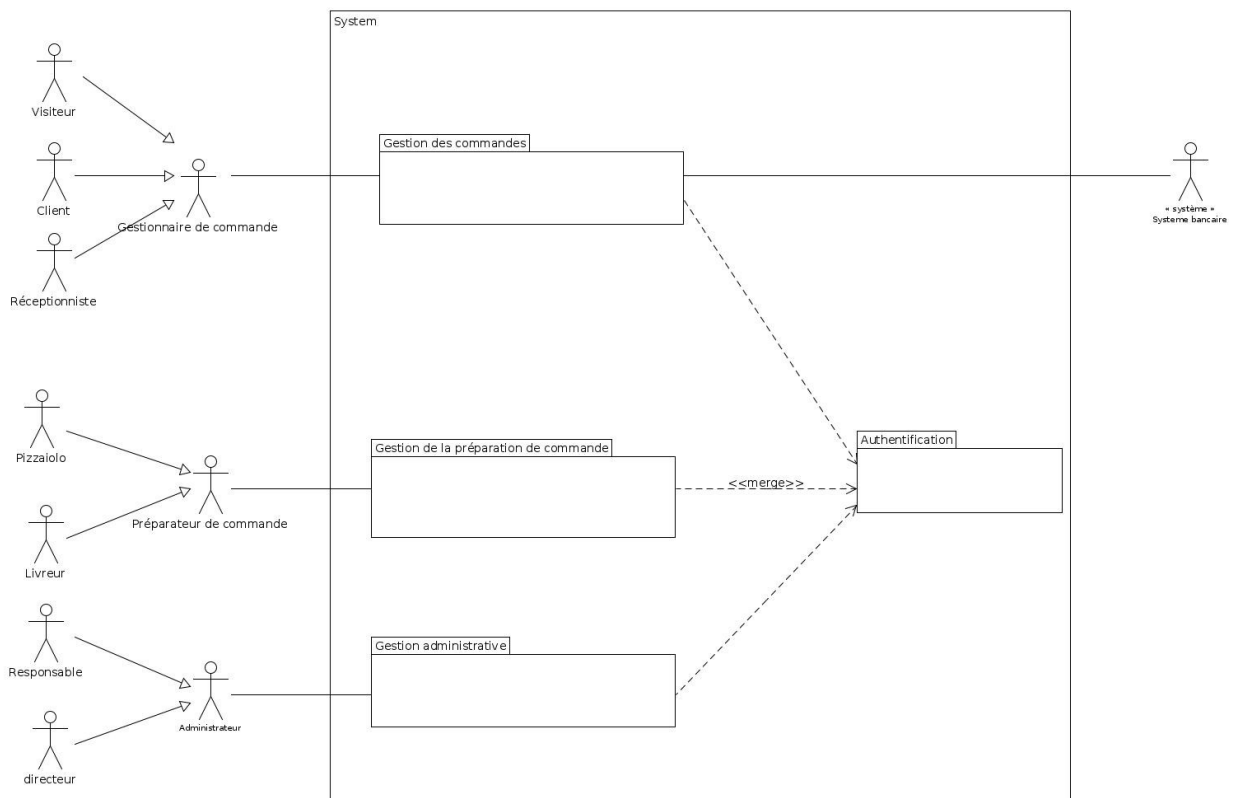 System
Visiteur
Gestion des commandes
Client
Gestionnaire de commande
« système »
Systeme bancaire
Réceptionniste
Pizzaiolo
Gestion de la préparation de commande
Authentification
<<merge>>
Préparateur de commande
Livreur
Responsable
Gestion administrative
Administrateur
directeur